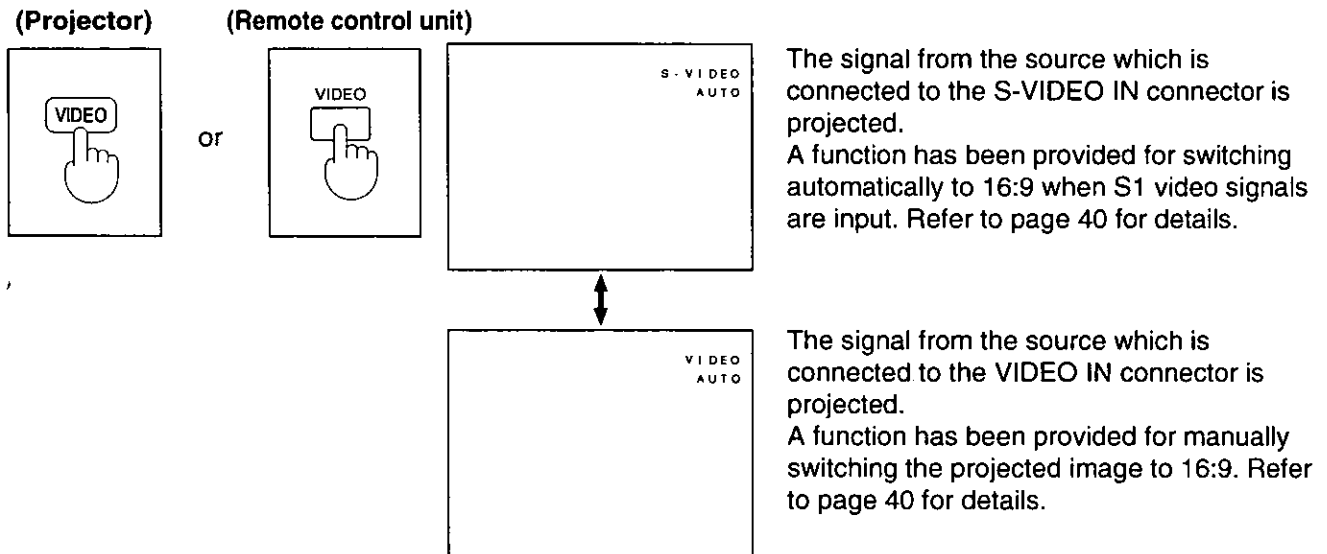 (Projector)
(Remote control unit)
VIDEO
or
VIDEO
S-VIDEO
AUTO
The signal from the source which is
connected to the S-VIDEO IN connector is
projected.
A function has been provided for switching
automatically to 16:9 when S1 video signals
are input. Refer to page 40 for details.
VIDEO
AUTO
The signal from the source which is
connected to the VIDEO IN connector is
projected.
A function has been provided for manually
switching the projected image to 16:9. Refer
to page 40 for details.